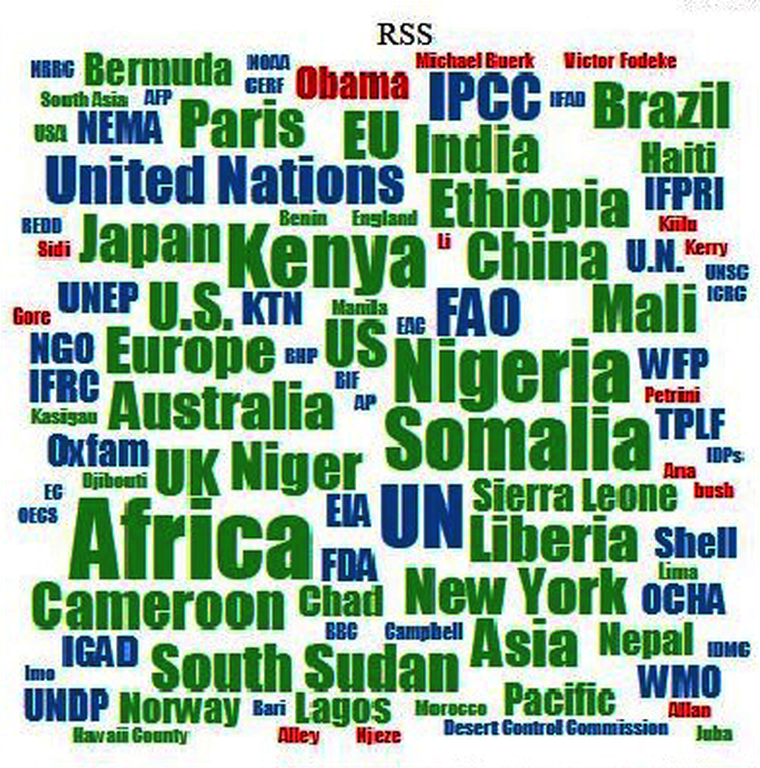 RSS
Michael Buerk Victor Fodeke
NRRC Bermuda NOAA
CERF Obama IPCC IFAD Brazil
South Asia AFP
USA NEMA Paris EU India Haiti
United Nations Ethiopia IFPRI
REDD Benin England Kiilu
Sidi Japan Kenya Li China U.N. Kerry
UNSC
Gore UNEP U.S. KTN Manila FAO Mali ICRC
EAC
NGO Europe BHP US Nigeria WFP
IFRC BIF Petrini
Kasigau Australia AP
Somalia TPLF
Oxfam IDPs
Djibouti UK Niger Ana
EC Sierra Leone bush
OECS Africa EIA UN Liberia Shell
FDA Lima
Cameroon Chad New York OCHA
BBC Campbell Asia Nepal IDMC
Imo IGAD South Sudan WMO
UNDP Norway Bari Lagos Morocco Pacific Allan
Hawaii County Alley Njeze Desert Control Commission Juba